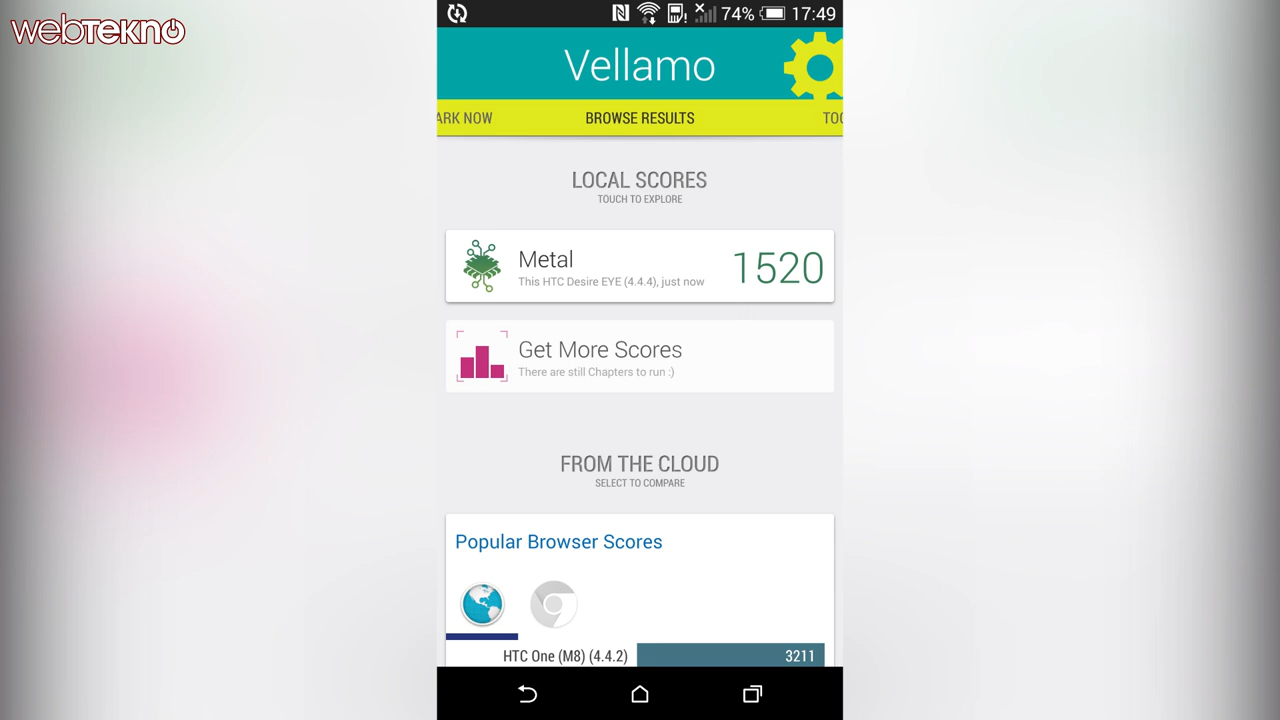 webtekno
74% 17:49
Vellamo
ARK NOW BROWSE RESULTS TOO
LOCAL SCORES
TOUCH TO EXPLORE
Metal
This HTC Desire EYE (4.4.4), just now
1520
Get More Scores
There are still Chapters to run :)
FROM THE CLOUD
SELECT TO COMPARE
Popular Browser Scores
HTC One (M8) (4.4.2) 3211